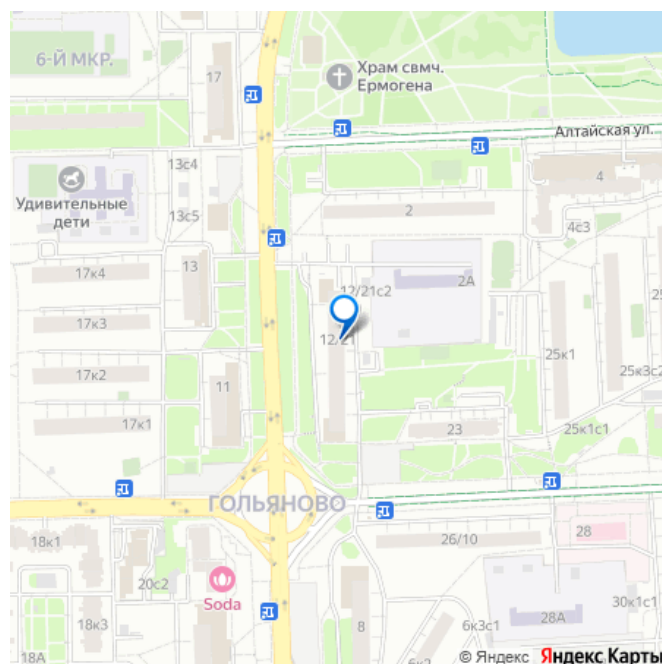 6-Й МКР.
17
Храм свмч.
Ермогена
Алтайская ул.
13с4
4
Удивительные
дети
13с5
2
4с3
17к4
13
2А
12/21с2
17к3
12/21
25к1
17к2
11
25к3с2
17к1
23
25к1с1
ГОЛЬЯНОВО
18к1
26/10
28
20с2
Soda
18к3
8
6к3с1
28А
30к1с1
18А
© Яндекс Яндекс Карты